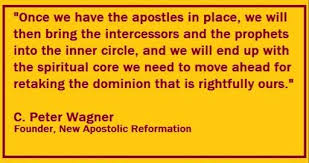 "Once we have the apostles in place, we will
then bring the intercessors and the prophets
into the inner circle, and we will end up with
the spiritual core we need to move ahead for
retaking the dominion that is rightfully ours."
C. Peter Wagner
Founder, New Apostolic Reformation